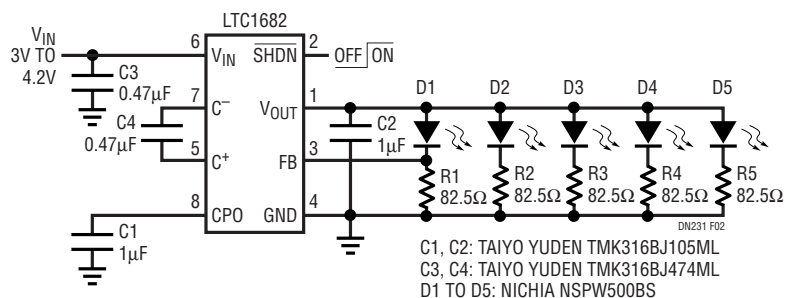 LTC1682
VIN
3V TO
4.2V
6
VIN
SHDN
2
OFF ON
C3
0.47µF
7
C–
VOUT
1
D1 D2 D3 D4 D5
C4
0.47µF
C2
1µF
5
C+
FB
3
R1
82.5Ω
R2
82.5Ω
R3
82.5Ω
R4
82.5Ω
R5
82.5Ω
8
CPO
GND
4
C1
1µF
DN231 F02
C1, C2: TAIYO YUDEN TMK316BJ105ML
C3, C4: TAIYO YUDEN TMK316BJ474ML
D1 TO D5: NICHIA NSPW500BS